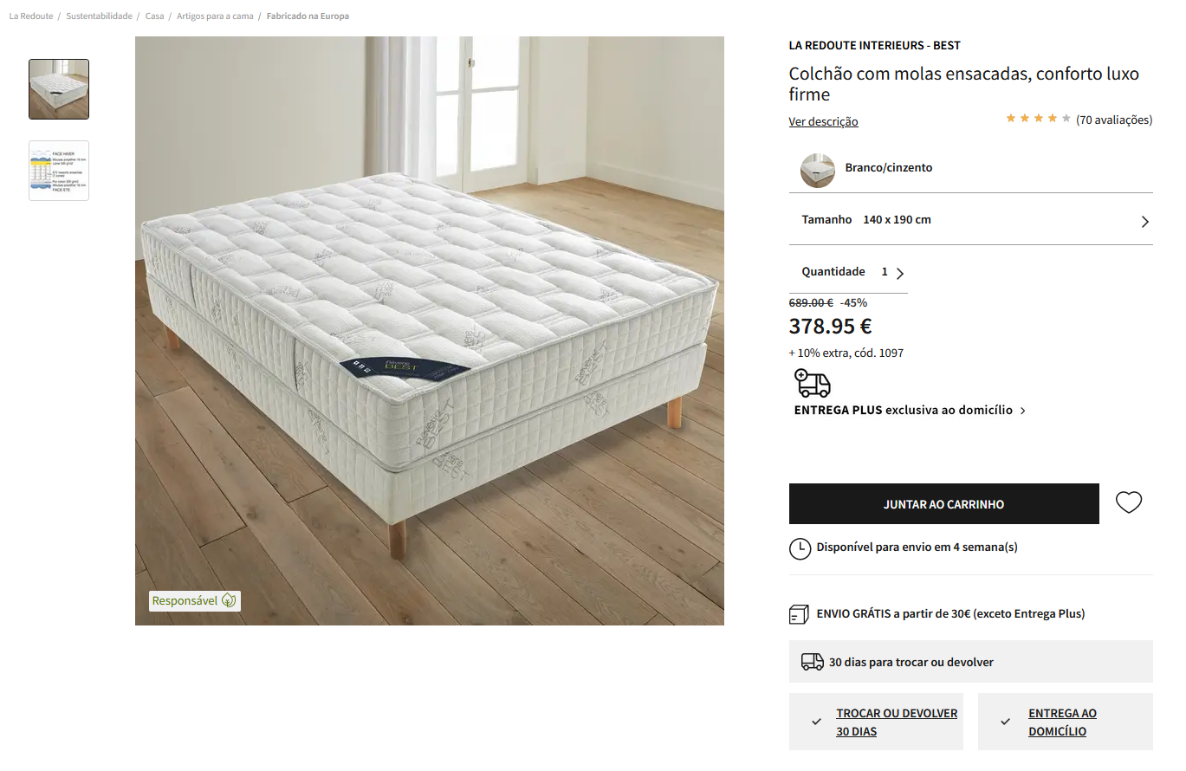 La Redoute / Sustentabilidade / Casa / Artigos para a cama / Fabricado na Europa
LA REDOUTE INTERIEURS - BEST
Colchão com molas ensacadas, conforto luxo
firme
Ver descrição
(70 avaliações)
Branco/cinzento
Tamanho 140 x 190 cm
Quantidade 1
689.00 € -45%
378.95 €
+ 10% extra, cód. 1097
ENTREGA PLUS exclusiva ao domicílio
JUNTAR AO CARRINHO
Disponível para envio em 4 semana(s)
ENVIO GRÁTIS a partir de 30€ (exceto Entrega Plus)
30 dias para trocar ou devolver
TROCAR OU DEVOLVER
30 DIAS
ENTREGA AO
DOMICÍLIO
BEST
Responsável